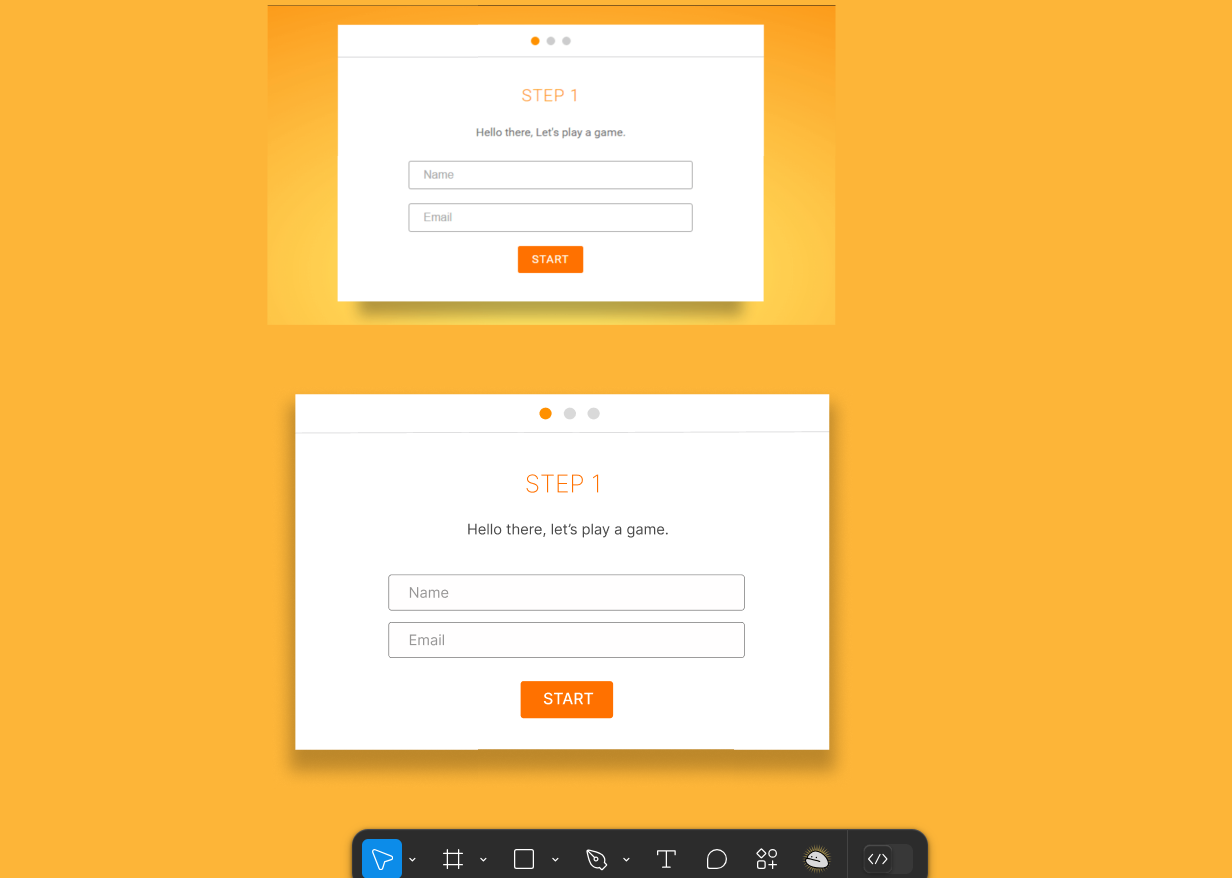 STEP 1
Hello there, Let's play a game.
Name
Email
START
STEP 1
Hello there, let’s play a game.
Name
Email
START